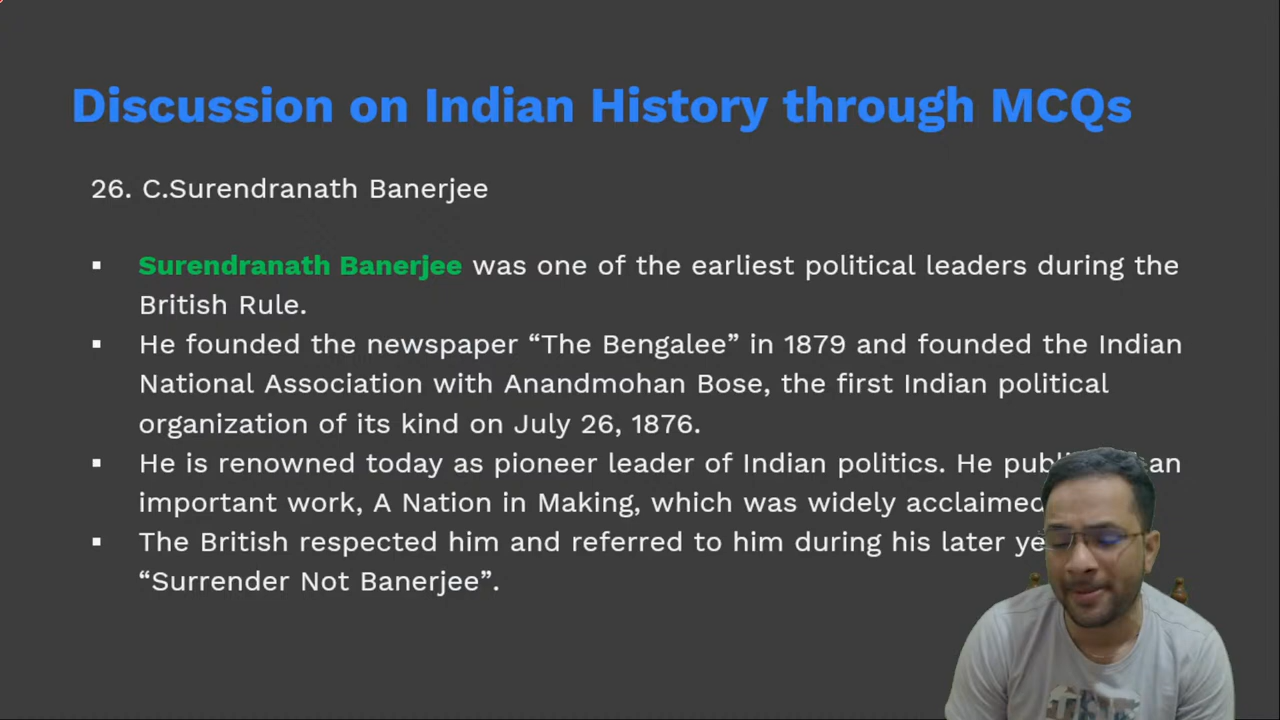 Discussion on Indian History through MCQs
26. C.Surendranath Banerjee
▪ Surendranath Banerjee was one of the earliest political leaders during the
British Rule.
▪ He founded the newspaper “The Bengalee” in 1879 and founded the Indian
National Association with Anandmohan Bose, the first Indian political
organization of its kind on July 26, 1876.
▪ He is renowned today as pioneer leader of Indian politics. He an
important work, A Nation in Making, which was widely acclaimed
▪ The British respected him and referred to him during his later
“Surrender Not Banerjee”.